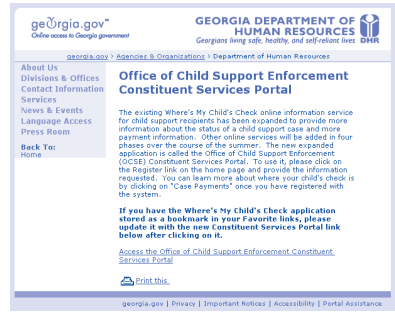 georgia.gov™
Online access to Georgia government
GEORGIA DEPARTMENT OF
HUMAN RESOURCES
Georgians living safe, healthy, and self-reliant lives DHR
georgia.gov > Agencies & Organizations > Department of Human Resources
About Us
Divisions & Offices
Contact Information
Services
News & Events
Language Access
Press Room
Back To:
Home
Office of Child Support Enforcement
Constituent Services Portal
The existing Where's My Child's Check online information service
for child support recipients has been expanded to provide more
information about the status of a child support case and more
payment information. Other online services will be added in four
phases over the course of the summer. The new expanded
application is called the Office of Child Support Enforcement
(OCSE) Constituent Services Portal. To use it, please click on
the Register link on the home page and provide the information
requested. You can learn more about where your child's check is
by clicking on "Case Payments" once you have registered with
the system.
If you have the Where's My Child's Check application
stored as a bookmark in your Favorite links, please
update it with the new Constituent Services Portal link
below after clicking on it.
Access the Office of Child Support Enforcement Constituent
Services Portal
Print this
georgia.gov | Privacy | Important Notices | Accessibility | Portal Assistance